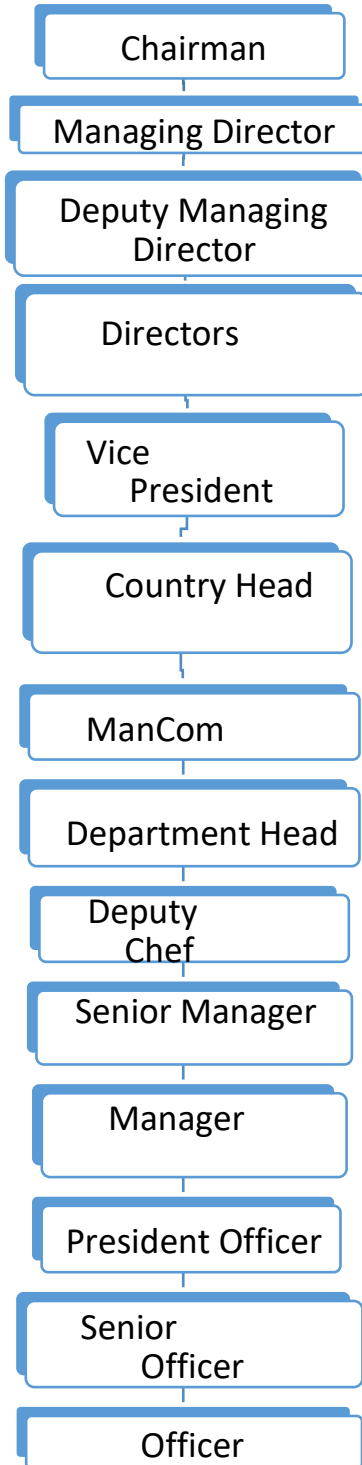 Chairman
Managing Director
Deputy Managing
Director
Directors
Vice
President
Country Head
ManCom
Department Head
Deputy
Chef
Senior Manager
Manager
President Officer
Senior
Officer
Officer